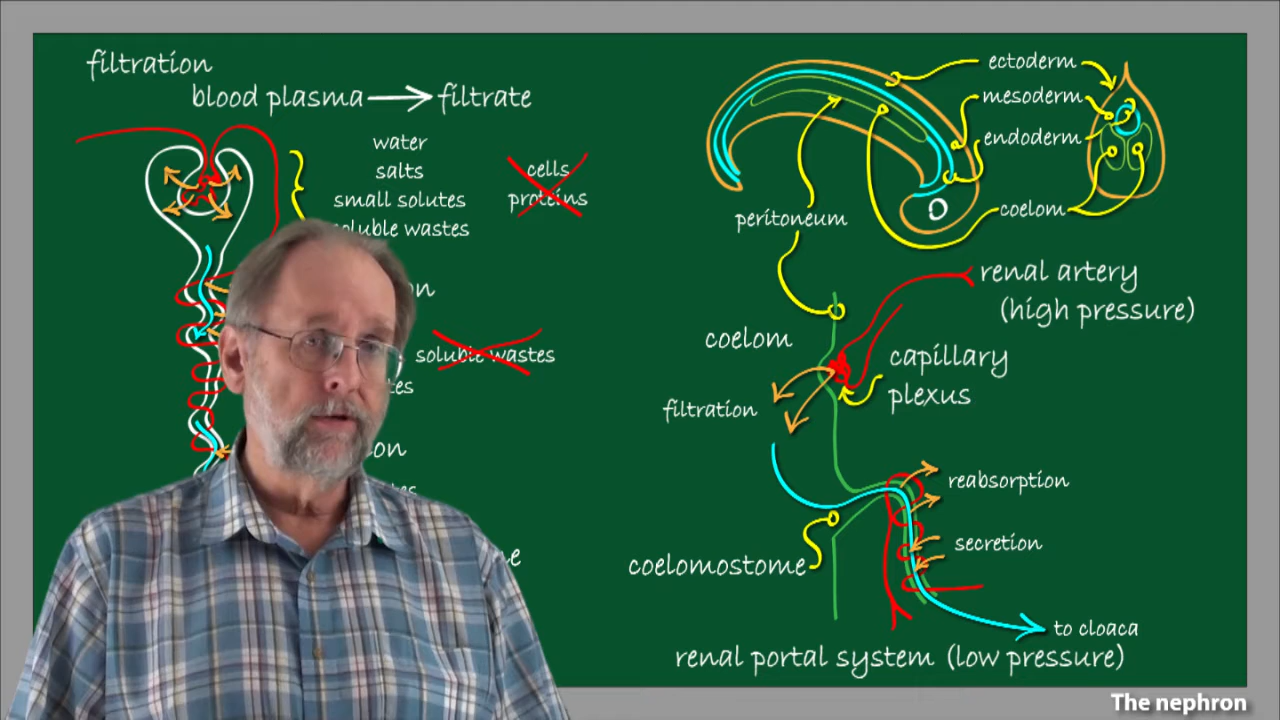 filtration
blood plasma filtrate
water
salts
small solutes
soluble wastes
cells
proteins
soluble wastes
ectoderm
mesoderm
endoderm
coelom
peritoneum
renal artery
(high pressure)
coelom
capillary
plexus
filtration
reabsorption
secretion
coelomostome
to cloaca
renal portal system (low pressure)
The nephron